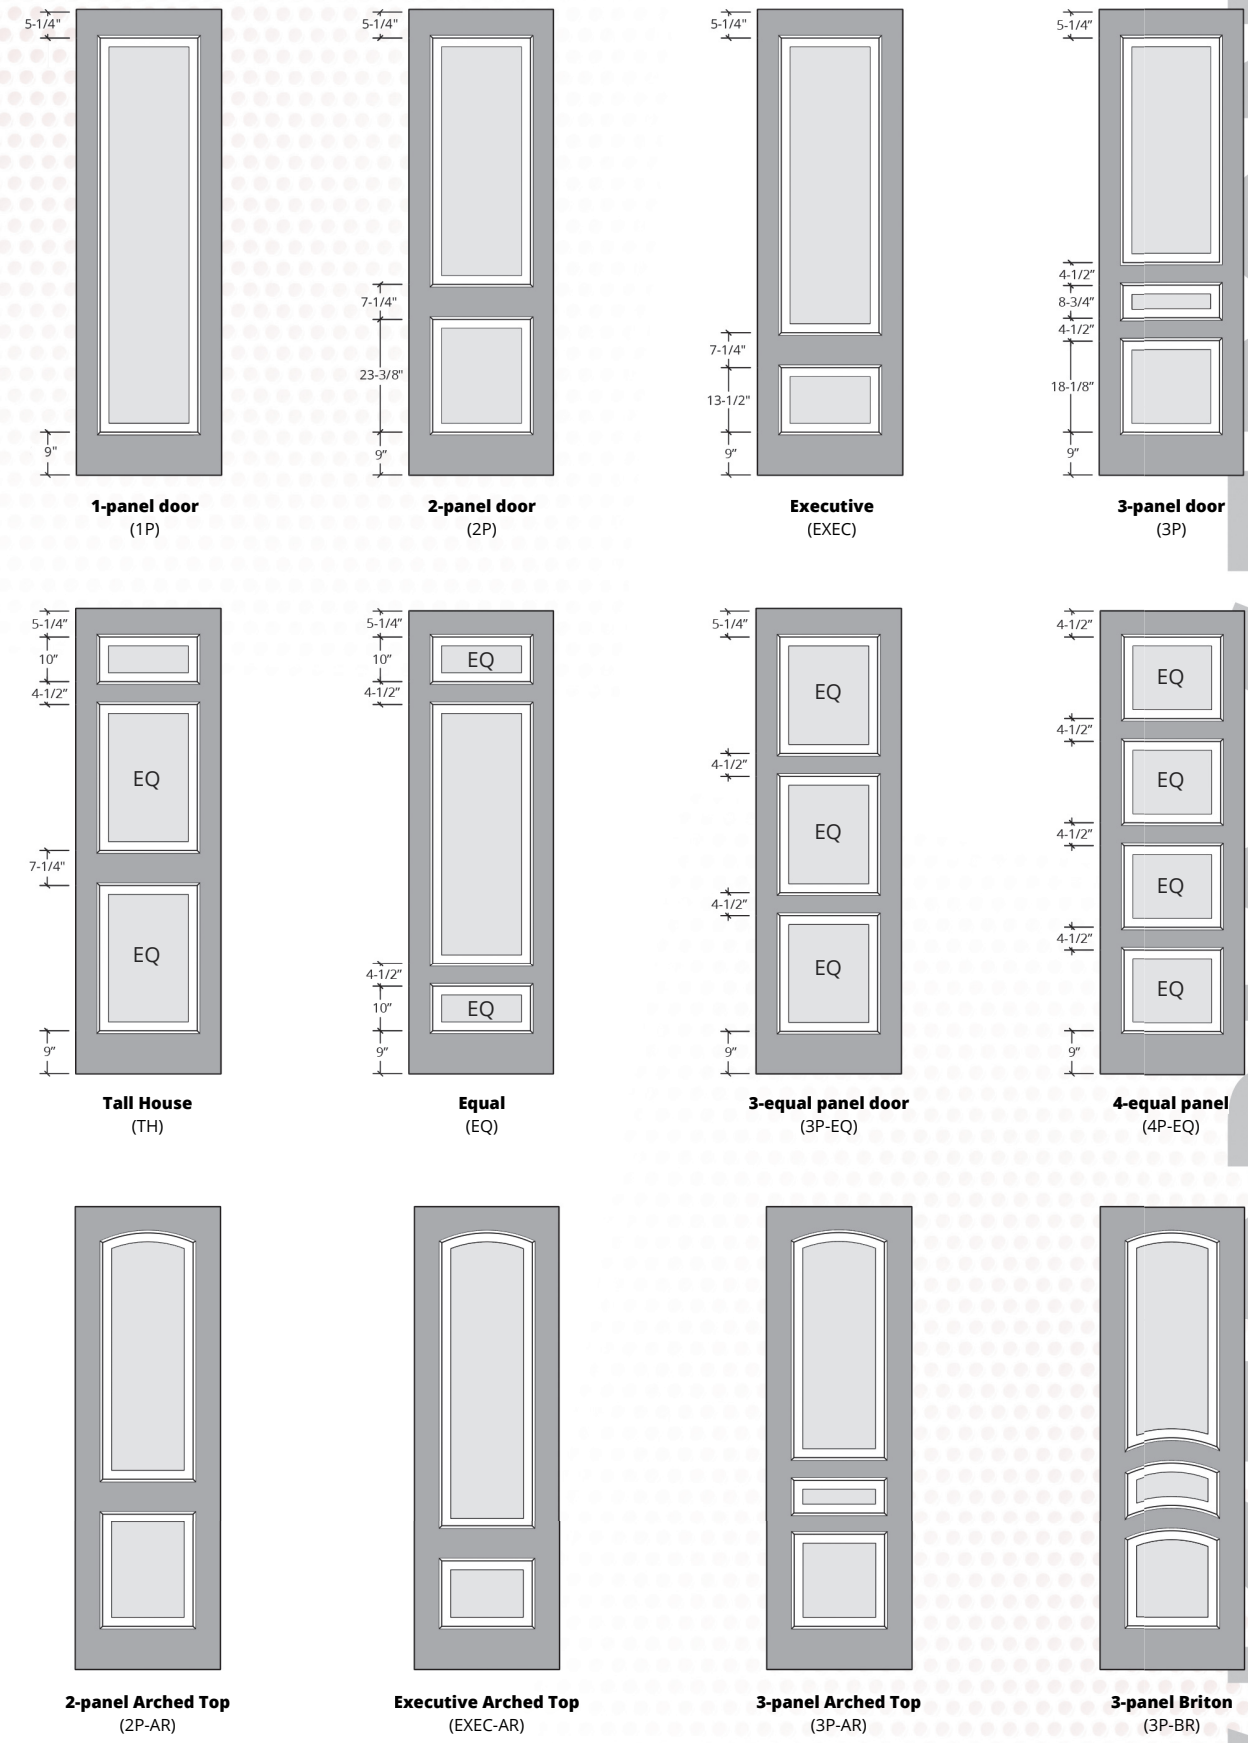 5-1/4"
9"
1-panel door
(1P)
5-1/4"
7-1/4"
23-3/8"
9”
2-panel door
(2P)
5-1/4"
7-1/4"
13-1/2"
9”
Executive
(EXEC)
5-1/4”
4-1/2”
8-3/4”
4-1/2”
18-1/8”
9”
3-panel door
(3P)
5-1/4”
10”
4-1/2”
EQ
7-1/4"
EQ
9”
Tall House
(TH)
5-1/4”
10”
4-1/2”
EQ
4-1/2”
10”
EQ
9”
Equal
(EQ)
5-1/4”
EQ
4-1/2”
EQ
4-1/2”
EQ
9”
3-equal panel door
(3P-EQ)
4-1/2”
EQ
4-1/2”
EQ
4-1/2”
EQ
4-1/2”
EQ
9”
4-equal panel
(4P-EQ)
2-panel Arched Top
(2P-AR)
Executive Arched Top
(EXEC-AR)
3-panel Arched Top
(3P-AR)
3-panel Briton
(3P-BR)